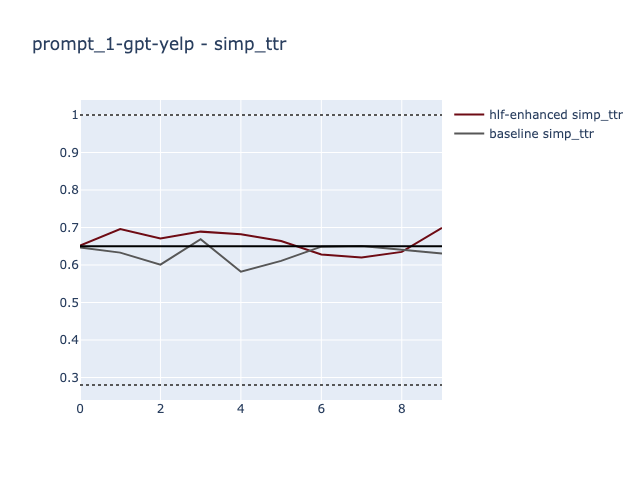 prompt_1-gpt-yelp - simp_ttr
hlf-enhanced simp_ttr
baseline simp_ttr
1
0.9
0.8
0.7
0.6
0.5
0.4
0.3
0 2 4 6 8